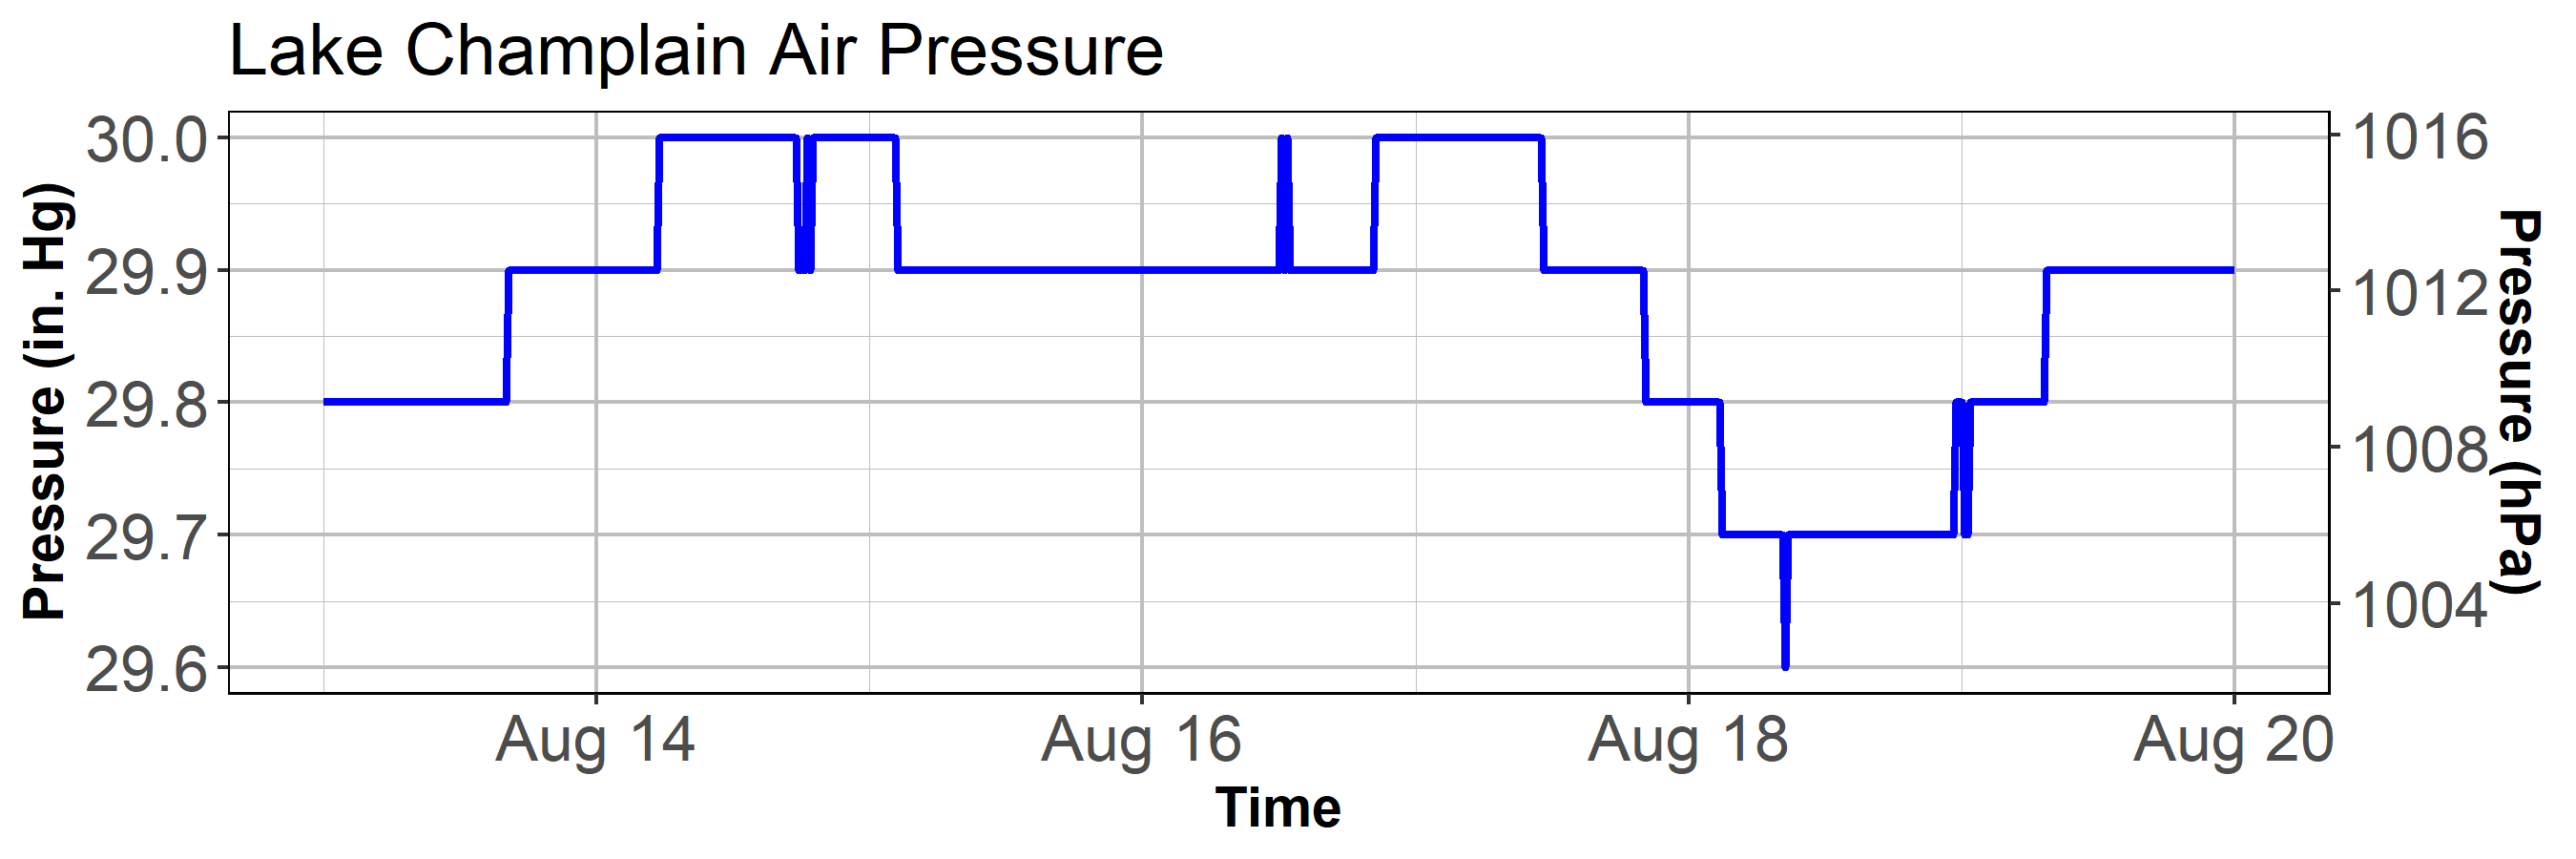 Lake Champlain Air Pressure
Pressure (in. Hg)
30.0
29.9
29.8
29.7
29.6
1016
1012
1008
1004
Pressure (hPa)
Aug 14 Aug 16 Aug 18 Aug 20
Time